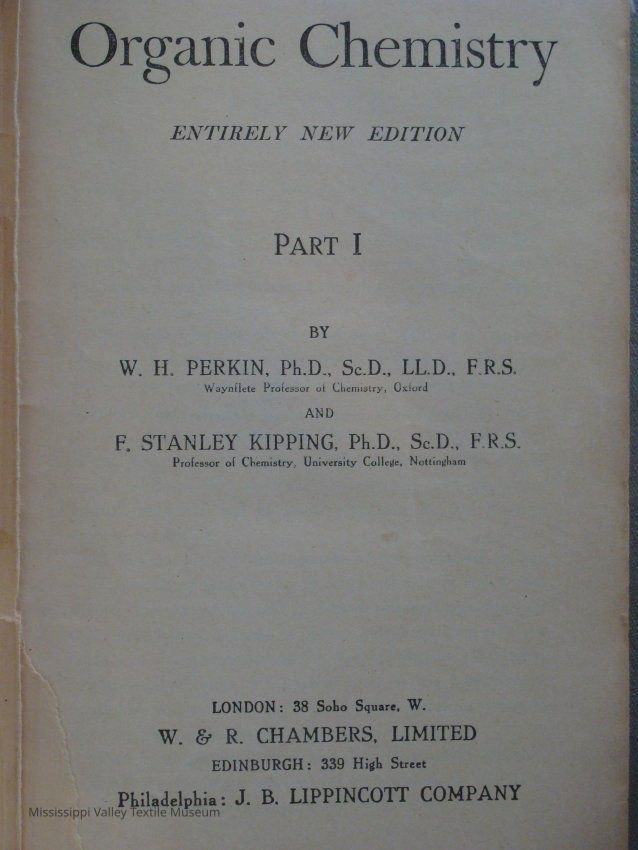 Organic Chemistry
ENTIRELY NEW EDITION
PART I
BY
W. H. PERKIN, Ph.D., Sc.D., LL.D., F.R.S.
Waynflete Professor of Chemistry, Oxford
AND
F. STANLEY KIPPING, Ph.D., Sc.D., F.R.S.
Professor of Chemistry, University College, Nottingham
LONDON: 38 Soho Square, W.
W. & R. CHAMBERS, LIMITED
EDINBURGH: 339 High Street
Philadelphia: J. B. LIPPINCOTT COMPANY
Mississippi Valley Textile Museum